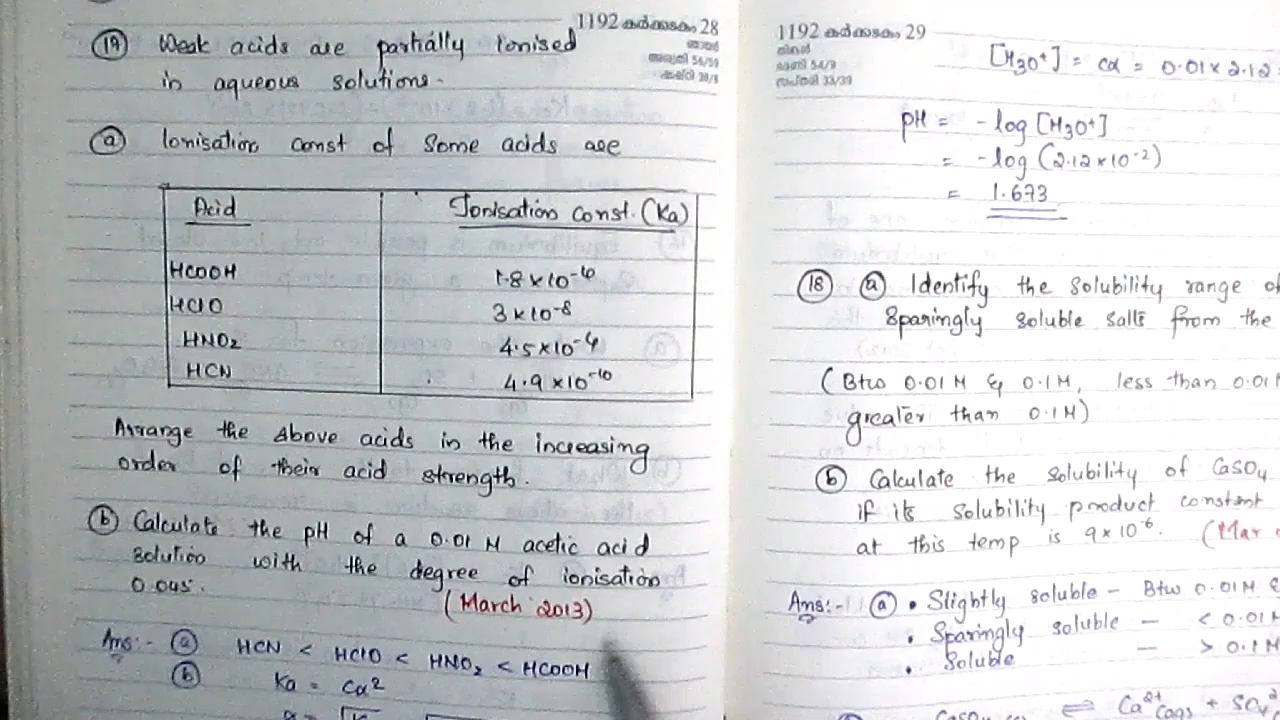 1192 കർക്കടകം 28
(19) Weak acids are partially ionised
in aqueous solutions.
(a) Ionisation const of some acids are
Acid Ionisation const. (Ka)
HCOOH 1.8 × 10⁻⁴
HClO 3 × 10⁻⁸
HNO₂ 4.5 × 10⁻⁴
HCN 4.9 × 10⁻¹⁰
Arrange the above acids in the increasing
order of their acid strength.
(b) Calculate the pH of a 0.01 M acetic acid
solution with the degree of ionisation
0.045.
(March 2013)
Ans:- (a) HCN < HClO < HNO₂ < HCOOH
(b) Ka = cα²
1192 കർക്കടകം 29
[H₃O⁺] = cα = 0.01 × 2.12
pH = -log [H₃O⁺]
= -log (2.12 × 10⁻²)
= 1.673
(18) (a) Identify the solubility range of
sparingly soluble salts from the
(Btw 0.01 M & 0.1 M, less than 0.01
greater than 0.1 M)
(b) Calculate the solubility of CaSO₄
if its solubility product constant
at this temp is 9 × 10⁻⁶. (Mar
Ans:- (a) • Slightly soluble - Btw 0.01 M &
• Sparingly soluble - < 0.01
• Soluble - > 0.1 M
Ca²⁺(aq) + SO₄²